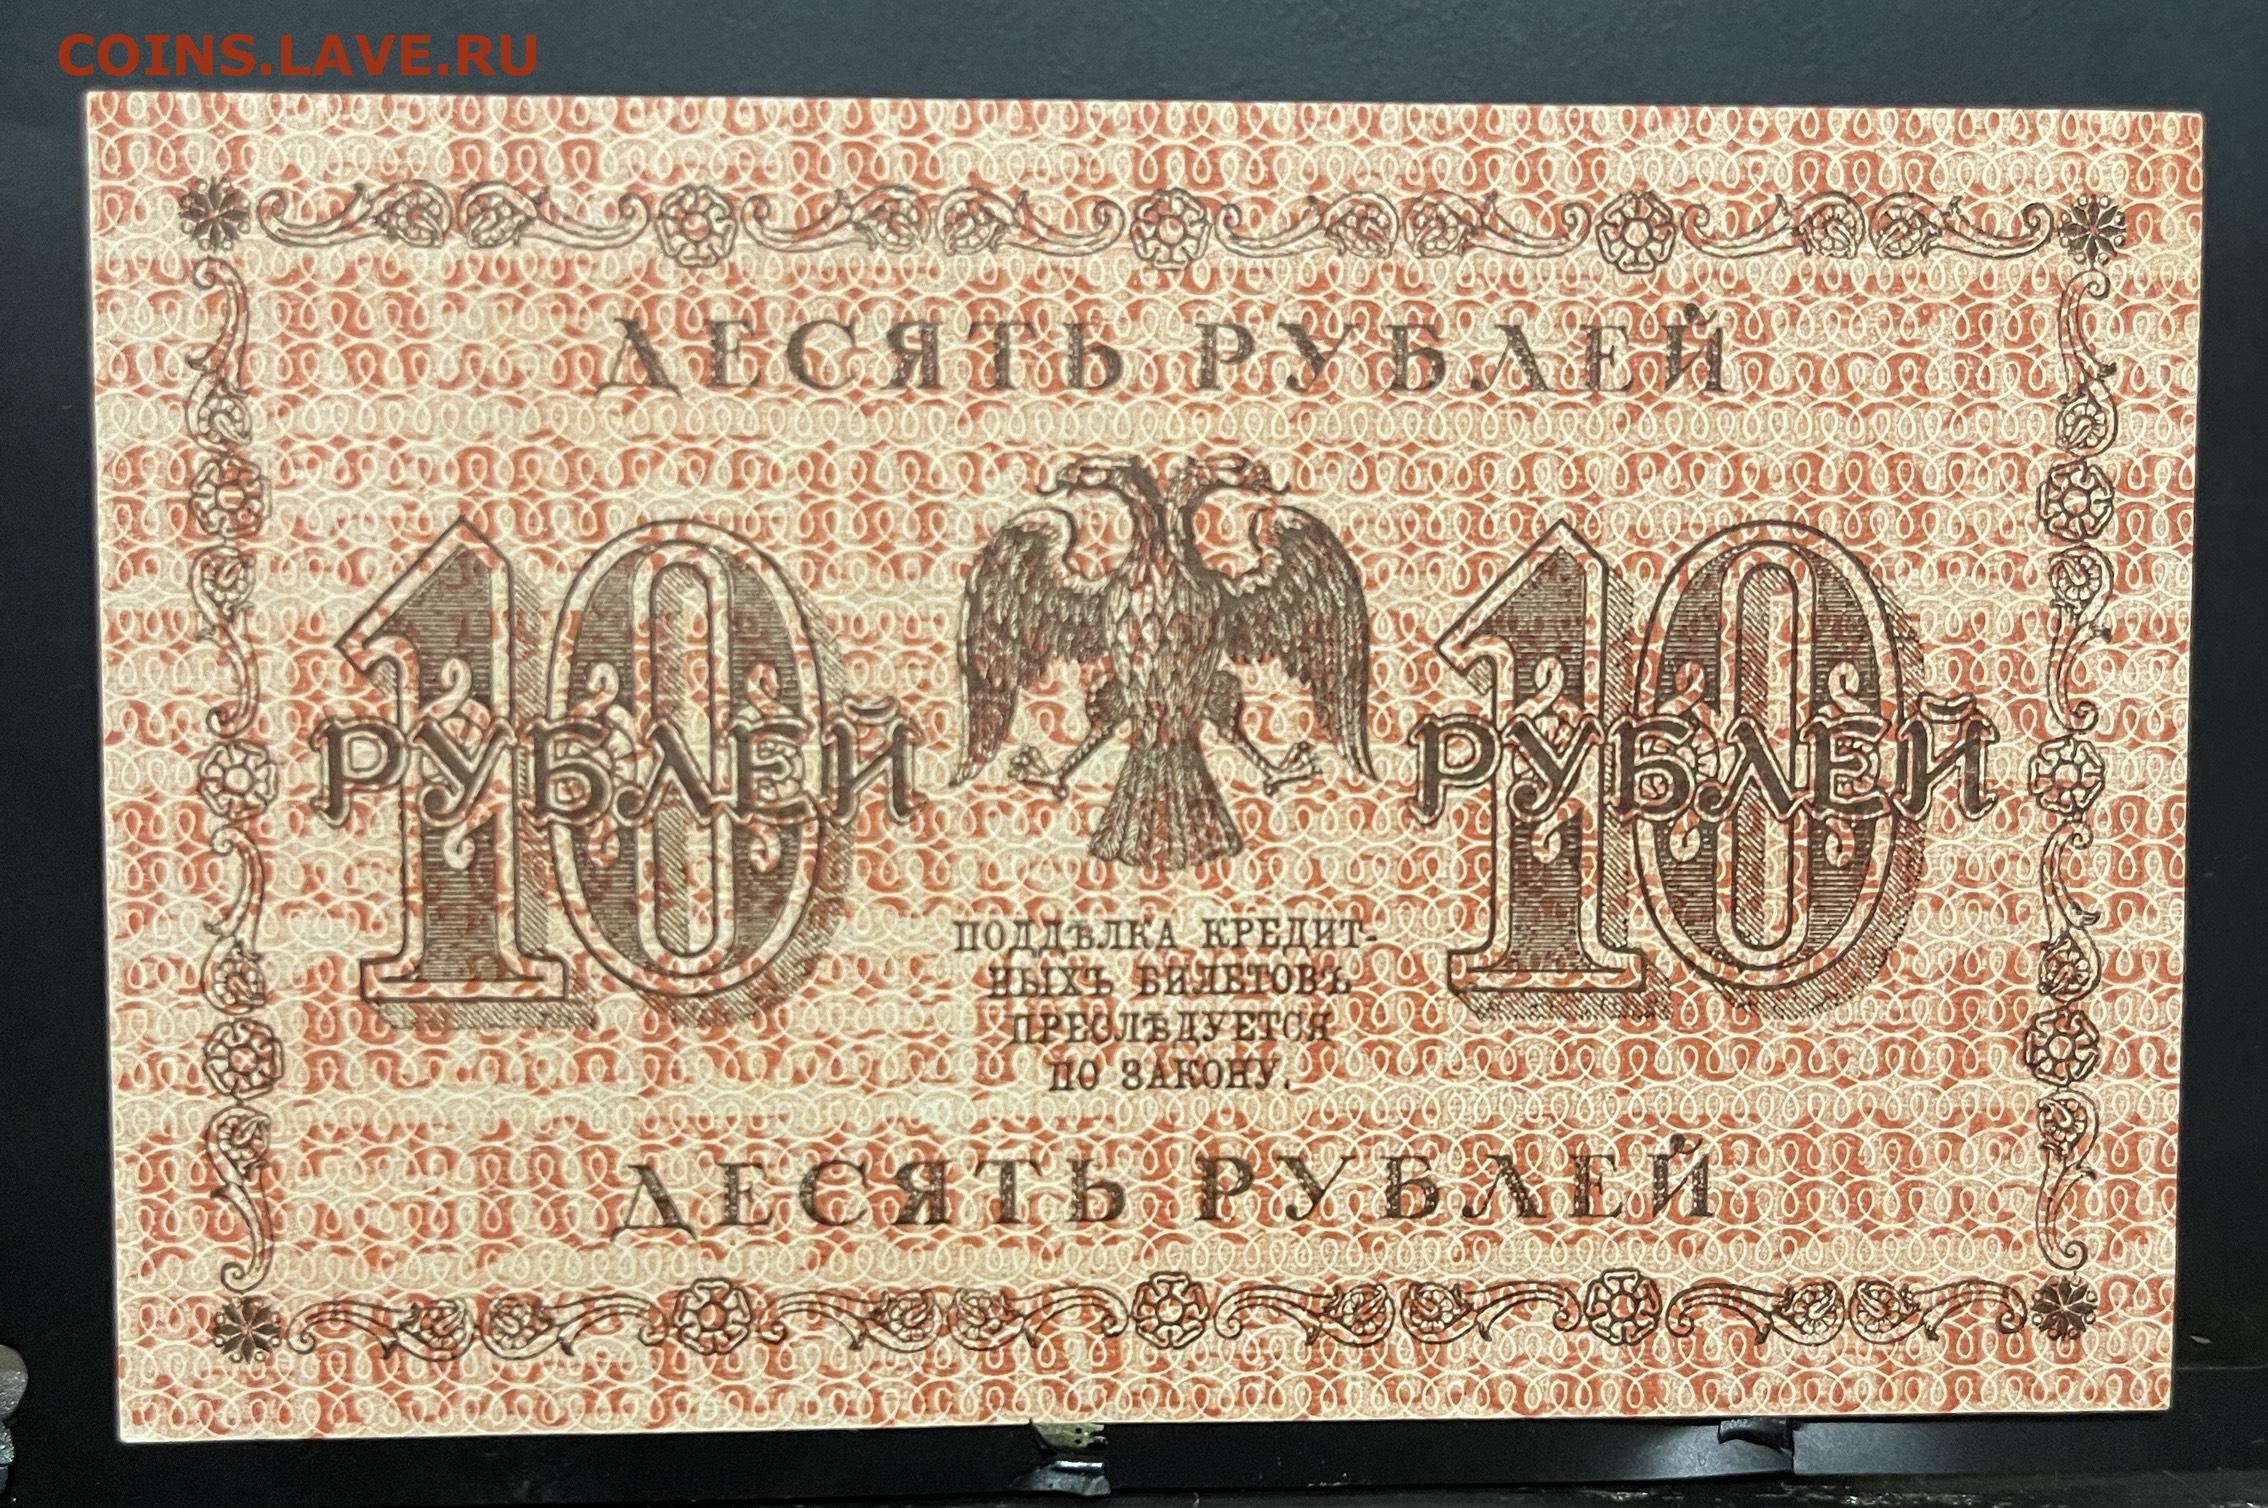 COINS.LAVE.RU
ДЕСЯТЬ РУБЛЕЙ
10 10
РУБЛЕЙ РУБЛЕЙ
ПОДДѢЛКА КРЕДИТ-
НЫХЪ БИЛЕТОВЪ
ПРЕСЛѢДУЕТСЯ
ПО ЗАКОНУ.
ДЕСЯТЬ РУБЛЕЙ